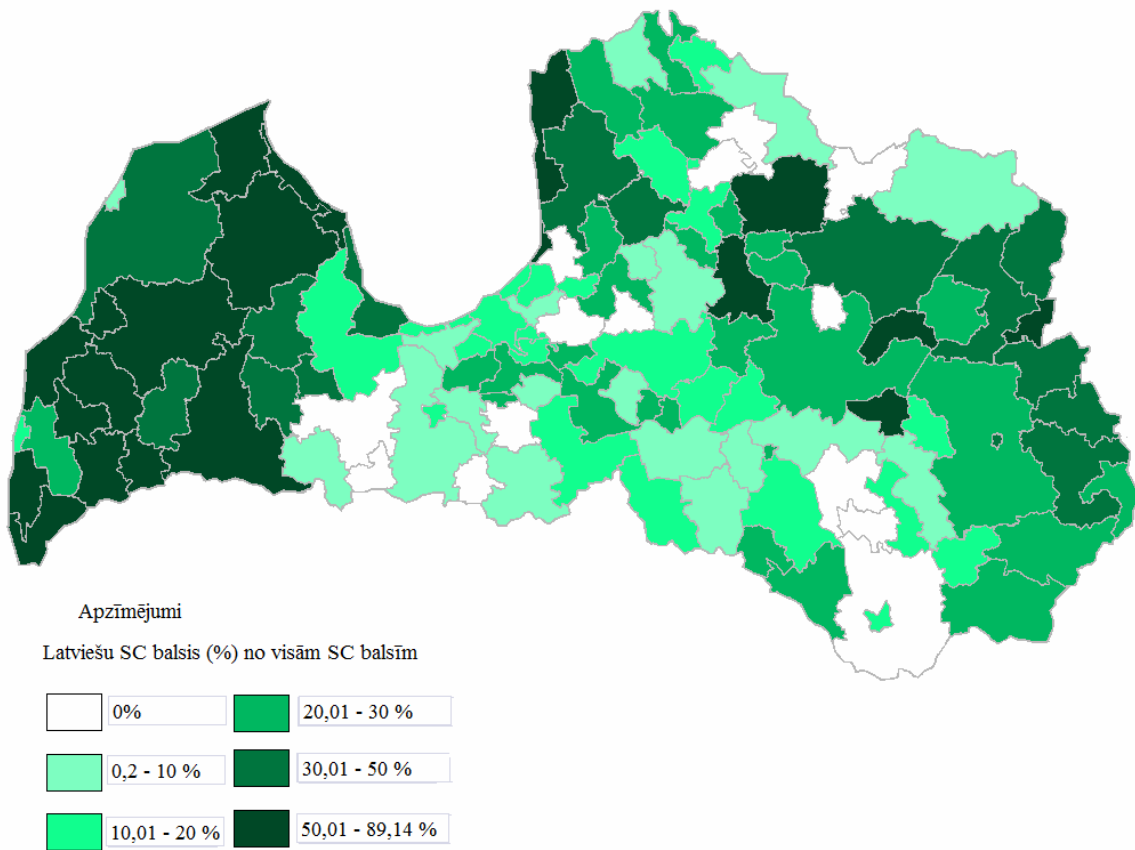 Apzīmējumi
Latviešu SC balsis (%) no visām SC balsīm
0%
20,01 - 30 %
0,2 - 10 %
30,01 - 50 %
10,01 - 20 %
50,01 - 89,14 %